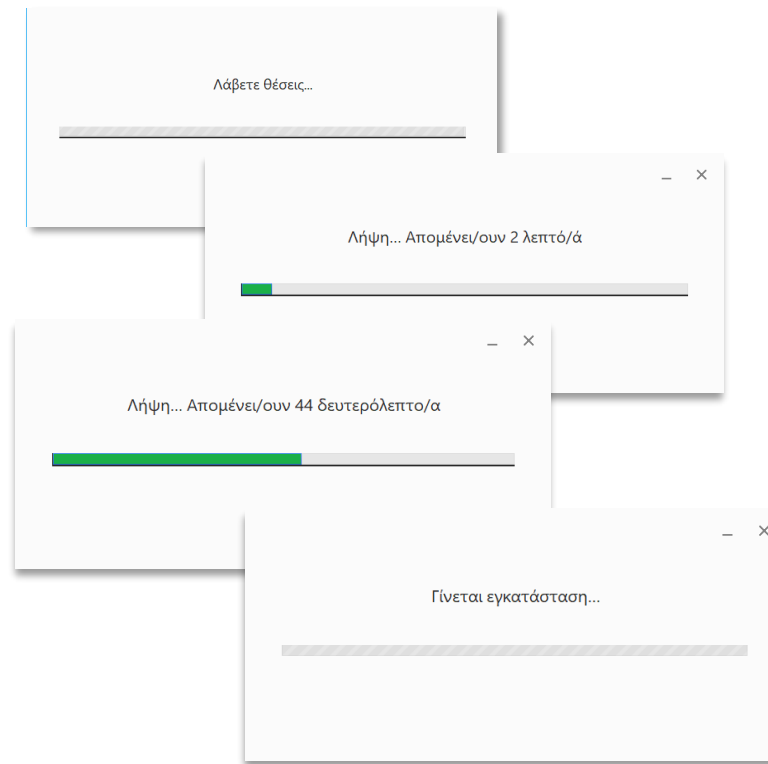 Λάβετε θέσεις...
Λήψη... Απομένει/ουν 2 λεπτό/ά
Λήψη... Απομένει/ουν 44 δευτερόλεπτο/α
Γίνεται εγκατάσταση...